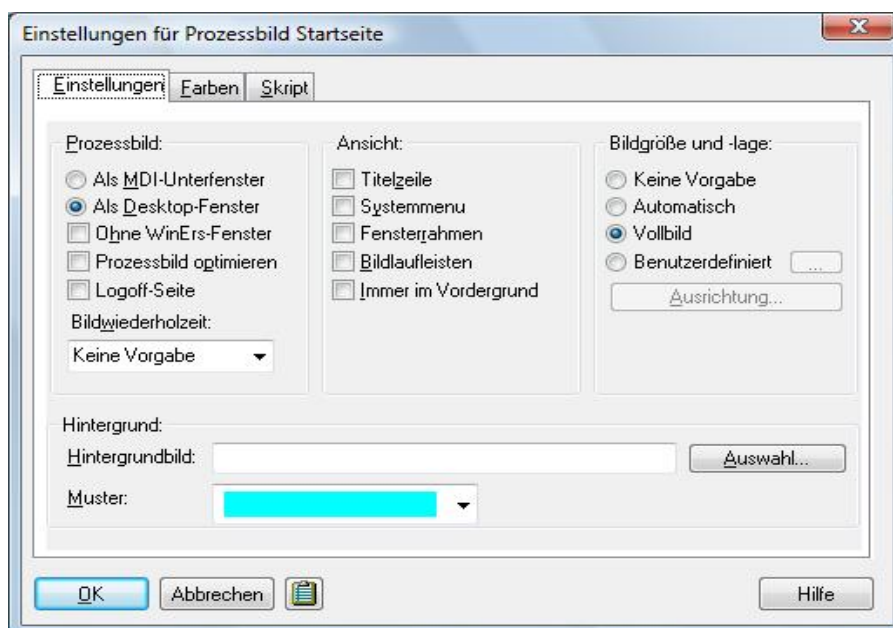 Einstellungen für Prozessbild Startseite
Einstellungen Farben Skript
Prozessbild:
Als MDI-Unterfenster
Als Desktop-Fenster
Ohne WinErs-Fenster
Prozessbild optimieren
Logoff-Seite
Bildwiederholzeit:
Keine Vorgabe
Ansicht:
Titelzeile
Systemmenu
Fensterrahmen
Bildlaufleisten
Immer im Vordergrund
Bildgröße und -lage:
Keine Vorgabe
Automatisch
Vollbild
Benutzerdefiniert ...
Ausrichtung...
Hintergrund:
Hintergrundbild: Auswahl...
Muster:
OK Abbrechen Hilfe